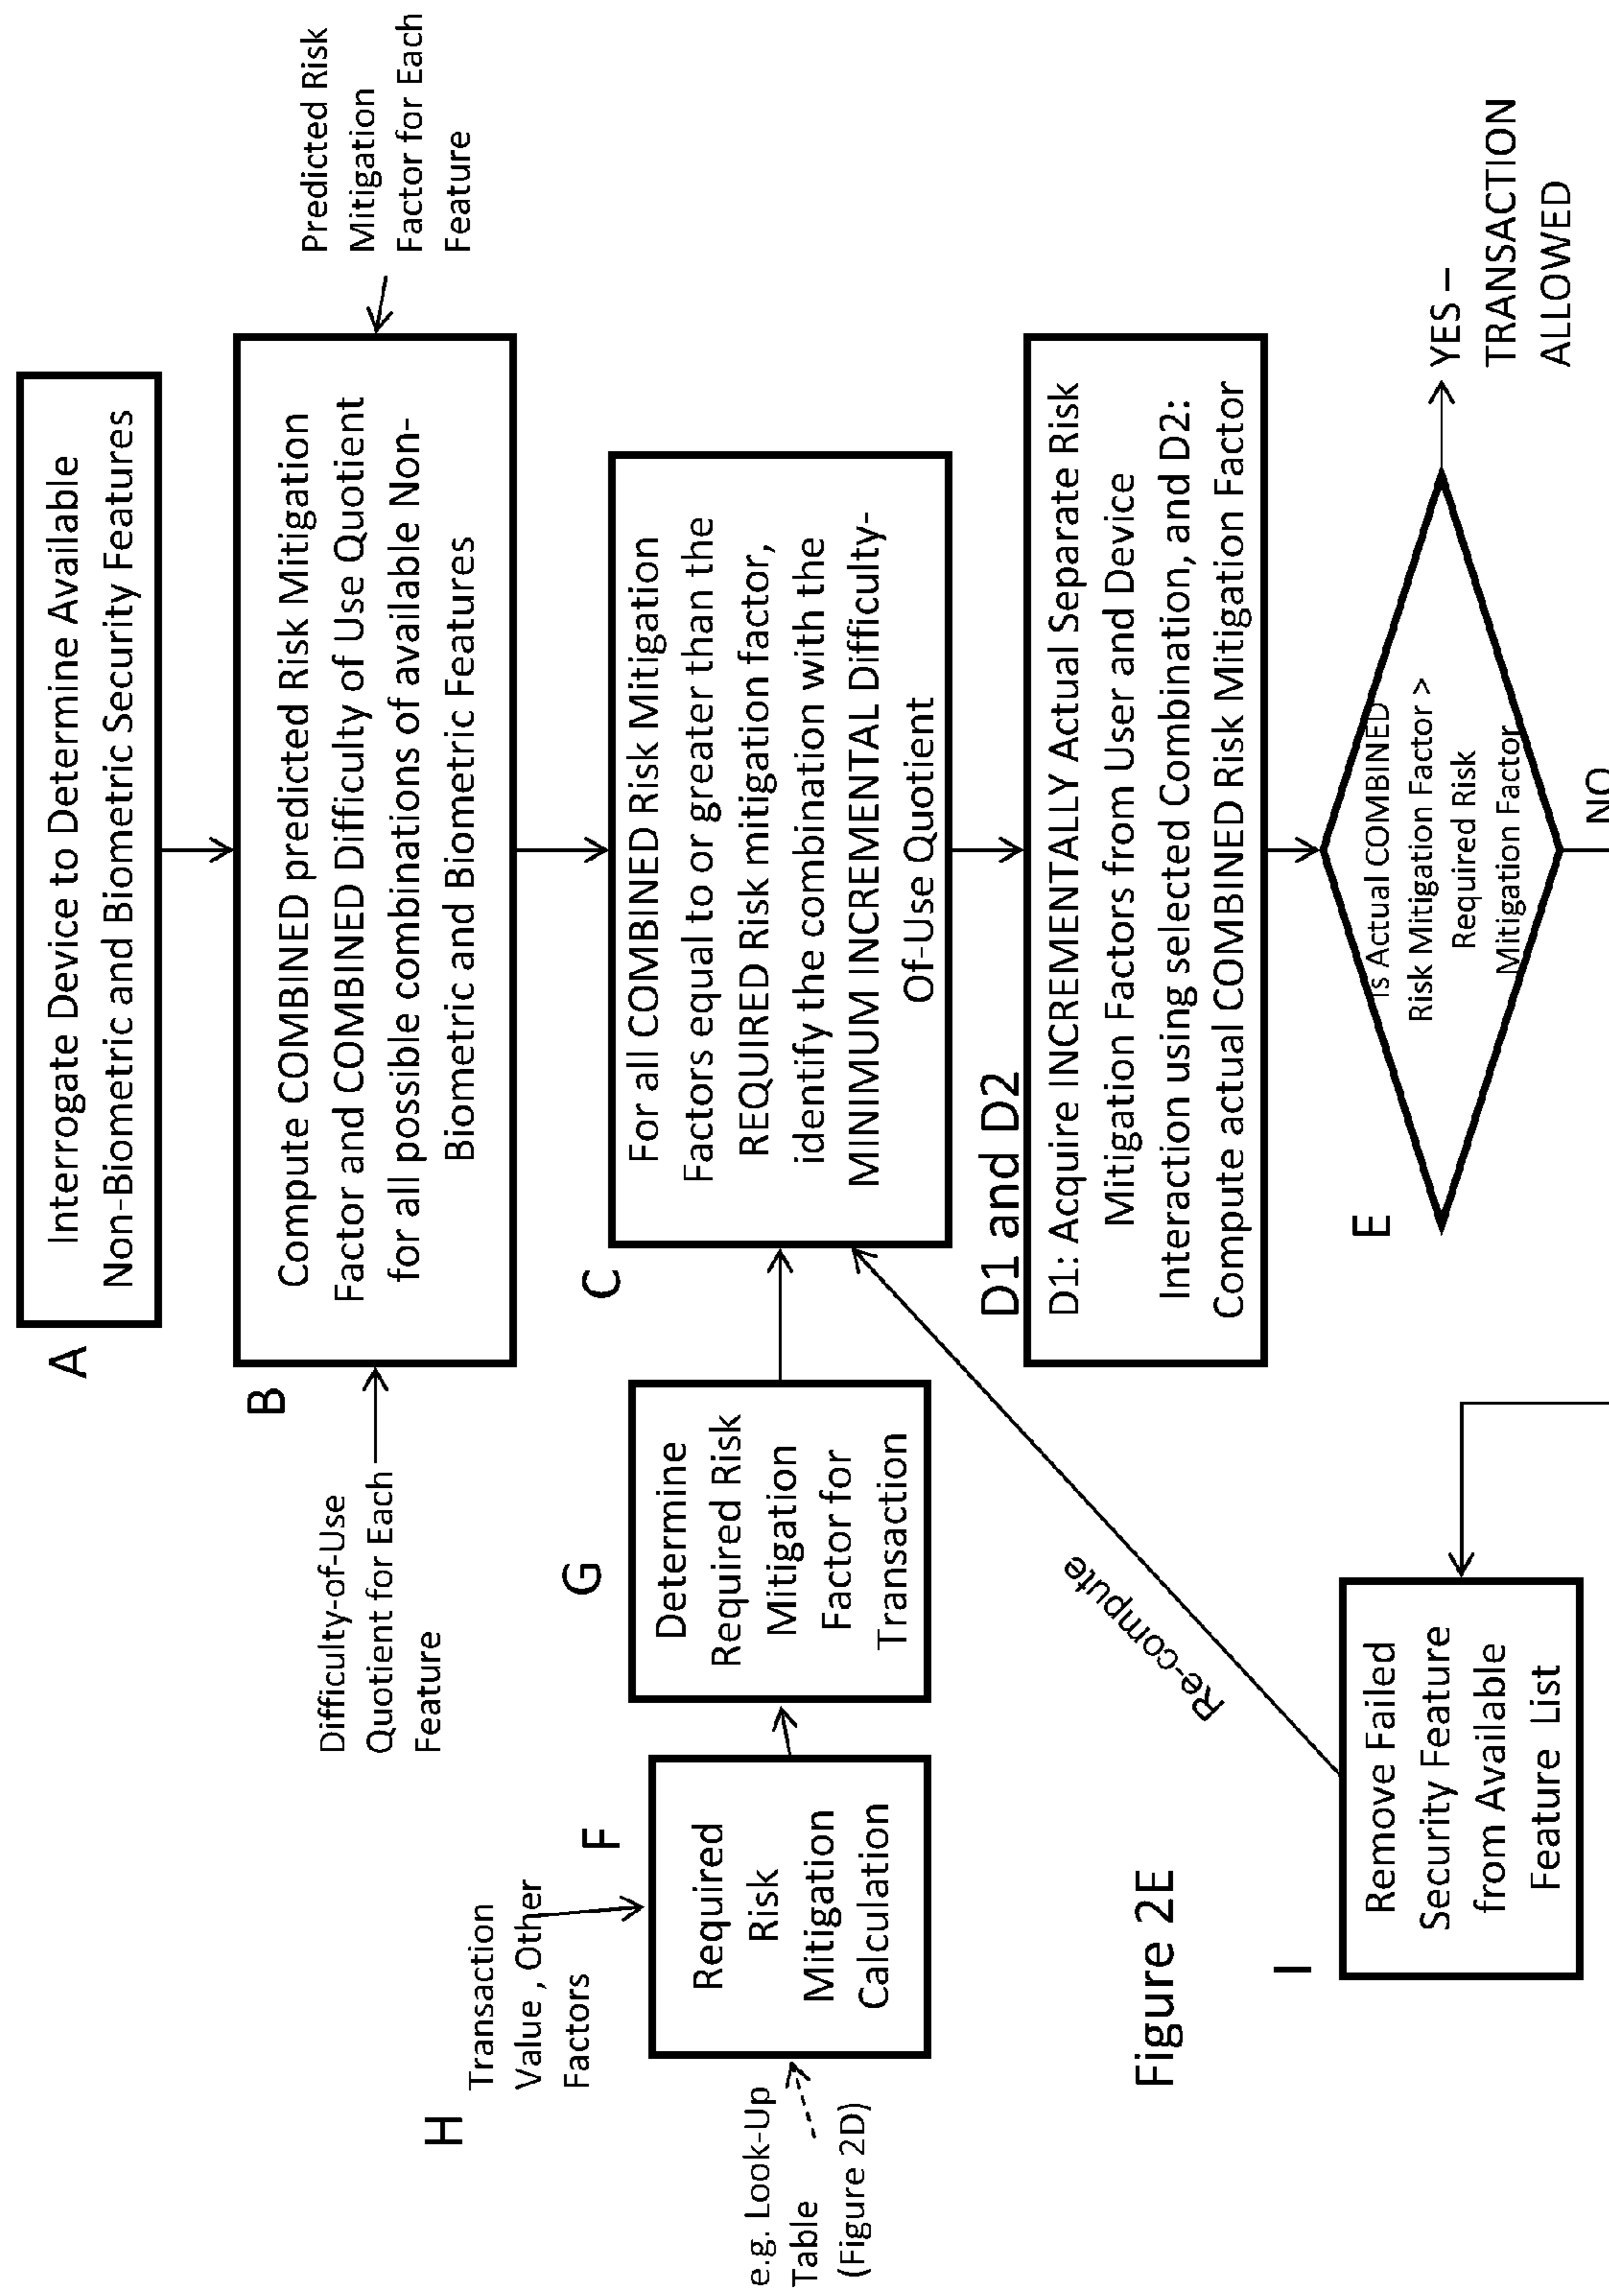 A
Interrogate Device to Determine Available
Non-Biometric and Biometric Security Features
B
Compute COMBINED predicted Risk Mitigation
Factor and COMBINED Difficulty of Use Quotient
for all possible combinations of available Non-
Biometric and Biometric Features
Difficulty-of-Use
Quotient for Each
Feature
Predicted Risk
Mitigation
Factor for Each
Feature
C
For all COMBINED Risk Mitigation
Factors equal to or greater than the
REQUIRED Risk mitigation factor,
identify the combination with the
MINIMUM INCREMENTAL Difficulty-
Of-Use Quotient
H
Transaction
Value , Other
Factors
F
Required
Risk
Mitigation
Calculation
e.g. Look-Up
Table
(Figure 2D)
G
Determine
Required Risk
Mitigation
Factor for
Transaction
D1 and D2
D1: Acquire INCREMENTALLY Actual Separate Risk
Mitigation Factors from User and Device
Interaction using selected Combination, and D2:
Compute actual COMBINED Risk Mitigation Factor
E
Is Actual COMBINED
Risk Mitigation Factor >
Required Risk
Mitigation Factor
YES –
TRANSACTION
ALLOWED
NO
Re-compute
I
Remove Failed
Security Feature
from Available
Feature List
Figure 2E